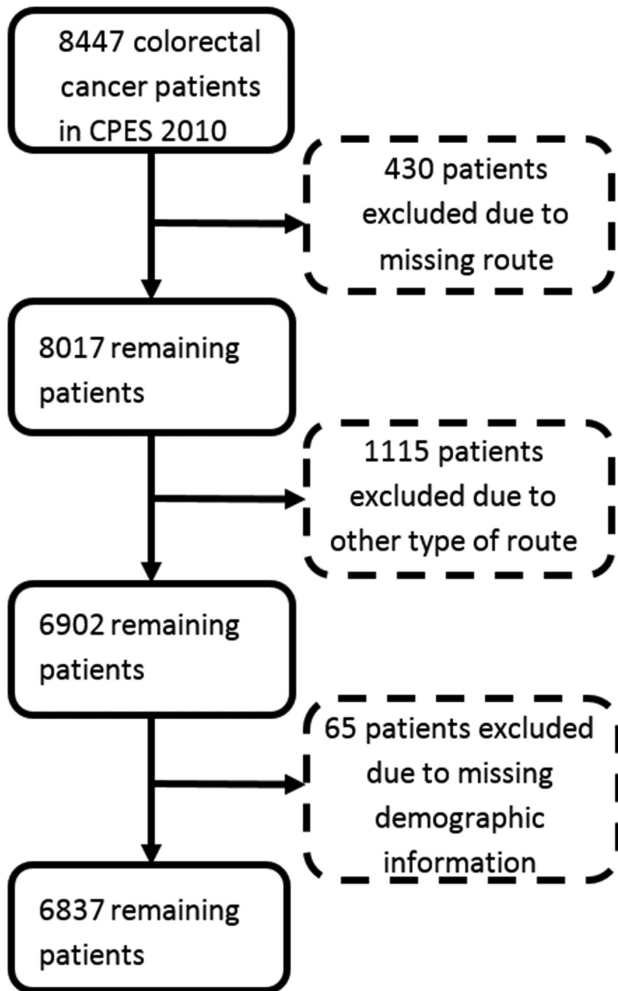 8447 colorectal
cancer patients
in CPES 2010
430 patients
excluded due to
missing route
8017 remaining
patients
1115 patients
excluded due to
other type of route
6902 remaining
patients
65 patients excluded
due to missing
demographic
information
6837 remaining
patients